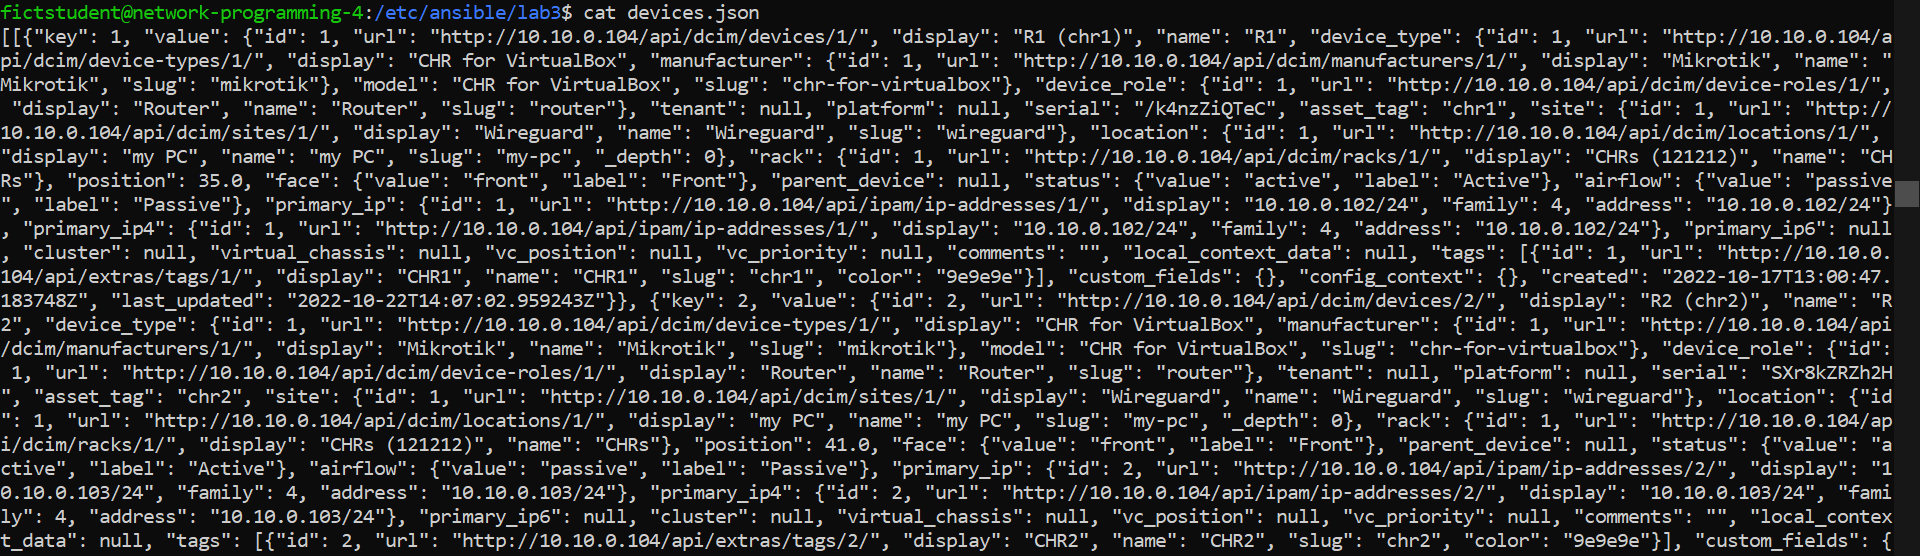 fictstudent@network-programming-4:/etc/ansible/lab3$ cat devices.json
[[{"key": 1, "value": {"id": 1, "url": "http://10.10.0.104/api/dcim/devices/1/", "display": "R1 (chr1)", "name": "R1", "device_type": {"id": 1, "url": "http://10.10.0.104/a
pi/dcim/device-types/1/", "display": "CHR for VirtualBox", "manufacturer": {"id": 1, "url": "http://10.10.0.104/api/dcim/manufacturers/1/", "display": "Mikrotik", "name": "
Mikrotik", "slug": "mikrotik"}, "model": "CHR for VirtualBox", "slug": "chr-for-virtualbox"}, "device_role": {"id": 1, "url": "http://10.10.0.104/api/dcim/device-roles/1/",
 "display": "Router", "name": "Router", "slug": "router"}, "tenant": null, "platform": null, "serial": "/k4nzZiQTeC", "asset_tag": "chr1", "site": {"id": 1, "url": "http://
10.10.0.104/api/dcim/sites/1/", "display": "Wireguard", "name": "Wireguard", "slug": "wireguard"}, "location": {"id": 1, "url": "http://10.10.0.104/api/dcim/locations/1/",
"display": "my PC", "name": "my PC", "slug": "my-pc", "_depth": 0}, "rack": {"id": 1, "url": "http://10.10.0.104/api/dcim/racks/1/", "display": "CHRs (121212)", "name": "CH
Rs"}, "position": 35.0, "face": {"value": "front", "label": "Front"}, "parent_device": null, "status": {"value": "active", "label": "Active"}, "airflow": {"value": "passive
", "label": "Passive"}, "primary_ip": {"id": 1, "url": "http://10.10.0.104/api/ipam/ip-addresses/1/", "display": "10.10.0.102/24", "family": 4, "address": "10.10.0.102/24"}
, "primary_ip4": {"id": 1, "url": "http://10.10.0.104/api/ipam/ip-addresses/1/", "display": "10.10.0.102/24", "family": 4, "address": "10.10.0.102/24"}, "primary_ip6": null
, "cluster": null, "virtual_chassis": null, "vc_position": null, "vc_priority": null, "comments": "", "local_context_data": null, "tags": [{"id": 1, "url": "http://10.10.0.
104/api/extras/tags/1/", "display": "CHR1", "name": "CHR1", "slug": "chr1", "color": "9e9e9e"}], "custom_fields": {}, "config_context": {}, "created": "2022-10-17T13:00:47.
183748Z", "last_updated": "2022-10-22T14:07:02.959243Z"}}, {"key": 2, "value": {"id": 2, "url": "http://10.10.0.104/api/dcim/devices/2/", "display": "R2 (chr2)", "name": "R
2", "device_type": {"id": 1, "url": "http://10.10.0.104/api/dcim/device-types/1/", "display": "CHR for VirtualBox", "manufacturer": {"id": 1, "url": "http://10.10.0.104/api
/dcim/manufacturers/1/", "display": "Mikrotik", "name": "Mikrotik", "slug": "mikrotik"}, "model": "CHR for VirtualBox", "slug": "chr-for-virtualbox"}, "device_role": {"id":
 1, "url": "http://10.10.0.104/api/dcim/device-roles/1/", "display": "Router", "name": "Router", "slug": "router"}, "tenant": null, "platform": null, "serial": "SXr8kZRZh2H
", "asset_tag": "chr2", "site": {"id": 1, "url": "http://10.10.0.104/api/dcim/sites/1/", "display": "Wireguard", "name": "Wireguard", "slug": "wireguard"}, "location": {"id
": 1, "url": "http://10.10.0.104/api/dcim/locations/1/", "display": "my PC", "name": "my PC", "slug": "my-pc", "_depth": 0}, "rack": {"id": 1, "url": "http://10.10.0.104/ap
i/dcim/racks/1/", "display": "CHRs (121212)", "name": "CHRs"}, "position": 41.0, "face": {"value": "front", "label": "Front"}, "parent_device": null, "status": {"value": "a
ctive", "label": "Active"}, "airflow": {"value": "passive", "label": "Passive"}, "primary_ip": {"id": 2, "url": "http://10.10.0.104/api/ipam/ip-addresses/2/", "display": "1
0.10.0.103/24", "family": 4, "address": "10.10.0.103/24"}, "primary_ip4": {"id": 2, "url": "http://10.10.0.104/api/ipam/ip-addresses/2/", "display": "10.10.0.103/24", "fami
ly": 4, "address": "10.10.0.103/24"}, "primary_ip6": null, "cluster": null, "virtual_chassis": null, "vc_position": null, "vc_priority": null, "comments": "", "local_contex
t_data": null, "tags": [{"id": 2, "url": "http://10.10.0.104/api/extras/tags/2/", "display": "CHR2", "name": "CHR2", "slug": "chr2", "color": "9e9e9e"}], "custom_fields": {